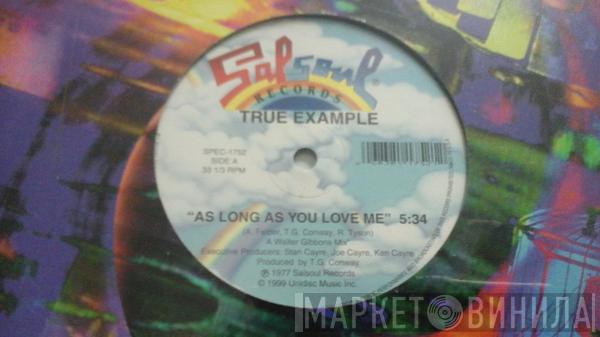 Salsoul
RECORDS
TRUE EXAMPLE
SPEC-1752
SIDE A
33 1/3 RPM
"AS LONG AS YOU LOVE ME" 5:34
(A. Felder, T.G. Conway, R. Tyson)
A Walter Gibbons Mix
Executive Producers: Stan Cayre, Joe Cayre, Ken Cayre
Produced by T.G. Conway
℗ 1977 Salsoul Records
© 1999 Unidisc Music Inc.
МАРКЕТ ВИНИЛА